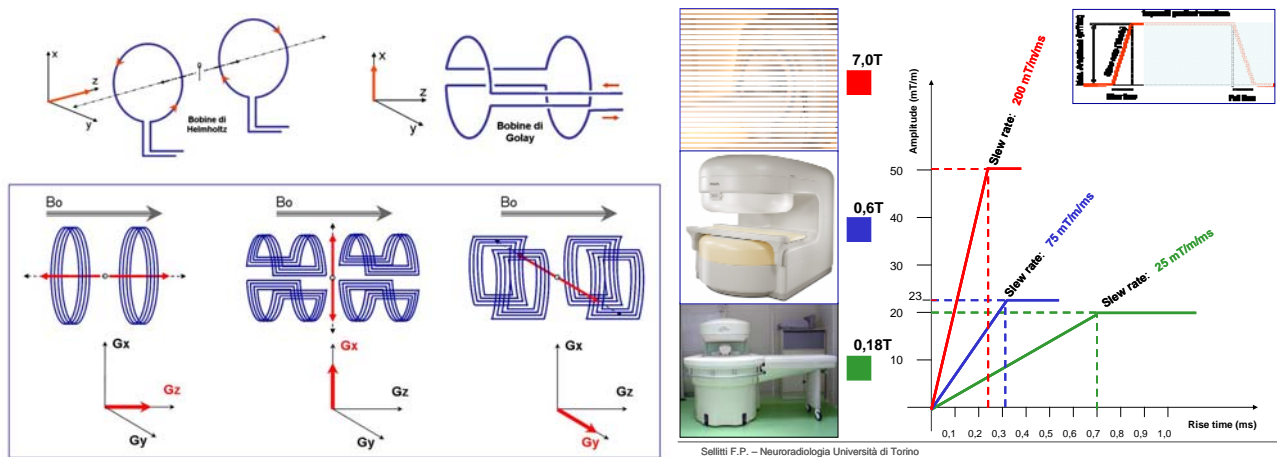 x
z
y
Bobine di
Helmholtz
x
z
y
Bobine di
Golay
Bo
Bo
Bo
Gx
Gz
Gy
Gx
Gz
Gy
Gx
Gz
Gy
7,0T
0,6T
0,18T
Amplitude (mT/m)
50
40
30
23
20
10
Slew rate: 200 mT/m/ms
Slew rate: 75 mT/m/ms
Slew rate: 25 mT/m/ms
0,1 0,2 0,3 0,4 0,5 0,6 0,7 0,8 0,9 1,0
Rise time (ms)
Sellitti F.P. – Neuroradiologia Università di Torino